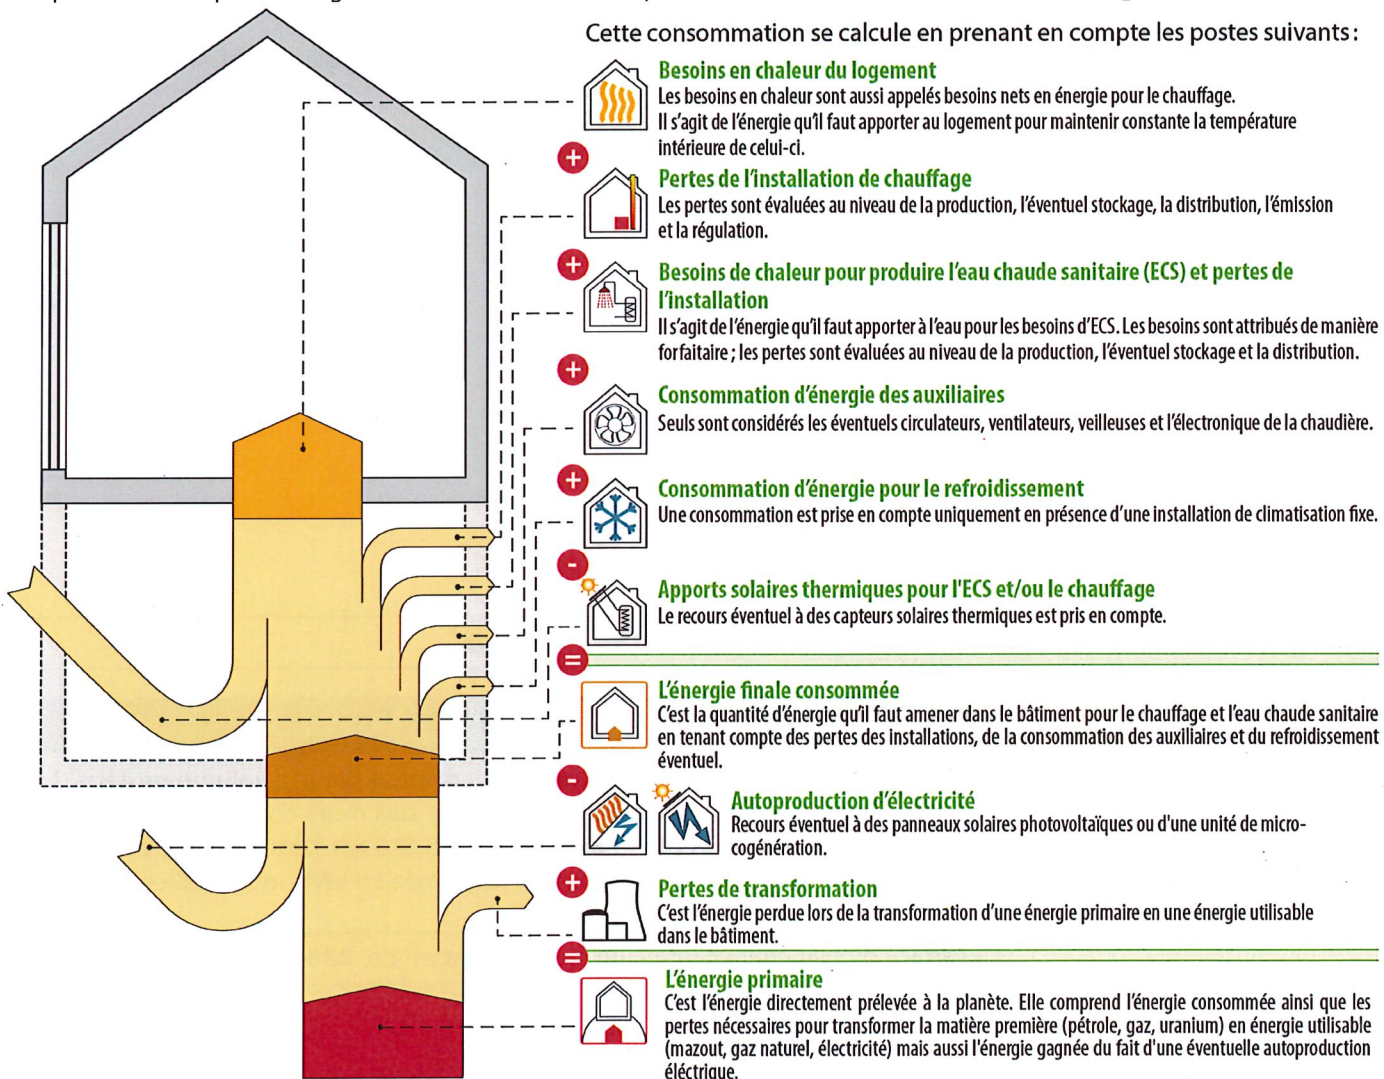 Cette consommation se calcule en prenant en compte les postes suivants :
Besoins en chaleur du logement
Les besoins en chaleur sont aussi appelés besoins nets en énergie pour le chauffage.
Il s'agit de l'énergie qu'il faut apporter au logement pour maintenir constante la température
intérieure de celui-ci.
+
Pertes de l'installation de chauffage
Les pertes sont évaluées au niveau de la production, l'éventuel stockage, la distribution, l'émission
et la régulation.
+
Besoins de chaleur pour produire l'eau chaude sanitaire (ECS) et pertes de
l'installation
Il s'agit de l'énergie qu'il faut apporter à l'eau pour les besoins d'ECS. Les besoins sont attribués de manière
forfaitaire ; les pertes sont évaluées au niveau de la production, l'éventuel stockage et la distribution.
+
Consommation d'énergie des auxiliaires
Seuls sont considérés les éventuels circulateurs, ventilateurs, veilleuses et l'électronique de la chaudière.
+
Consommation d'énergie pour le refroidissement
Une consommation est prise en compte uniquement en présence d'une installation de climatisation fixe.
-
Apports solaires thermiques pour l'ECS et/ou le chauffage
Le recours éventuel à des capteurs solaires thermiques est pris en compte.
=
L'énergie finale consommée
C'est la quantité d'énergie qu'il faut amener dans le bâtiment pour le chauffage et l'eau chaude sanitaire
en tenant compte des pertes des installations, de la consommation des auxiliaires et du refroidissement
éventuel.
-
Autoproduction d'électricité
Recours éventuel à des panneaux solaires photovoltaïques ou d'une unité de micro-
cogénération.
+
Pertes de transformation
C'est l'énergie perdue lors de la transformation d'une énergie primaire en une énergie utilisable
dans le bâtiment.
=
L'énergie primaire
C'est l'énergie directement prélevée à la planète. Elle comprend l'énergie consommée ainsi que les
pertes nécessaires pour transformer la matière première (pétrole, gaz, uranium) en énergie utilisable
(mazout, gaz naturel, électricité) mais aussi l'énergie gagnée du fait d'une éventuelle autoproduction
éléctrique.